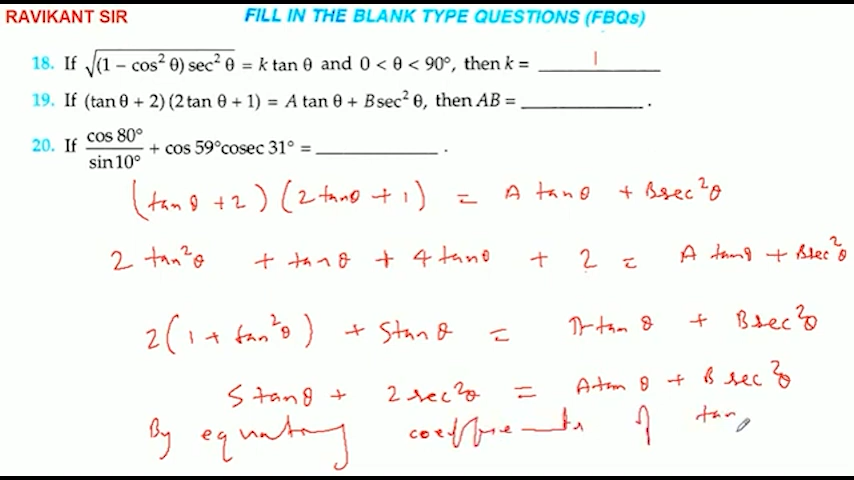 RAVIKANT SIR FILL IN THE BLANK TYPE QUESTIONS (FBQs)
18. If √(1 − cos² θ) sec² θ = k tan θ and 0 < θ < 90°, then k = 1
19. If (tan θ + 2) (2 tan θ + 1) = A tan θ + B sec² θ, then AB = ________ .
20. If cos 80° / sin 10° + cos 59° cosec 31° = ________ .
(tan θ + 2) (2 tan θ + 1) = A tan θ + B sec² θ
2 tan² θ + tan θ + 4 tan θ + 2 = A tan θ + B sec² θ
2 (1 + tan² θ) + 5 tan θ = A tan θ + B sec² θ
5 tan θ + 2 sec² θ = A tan θ + B sec² θ
By equating coefficients of tan